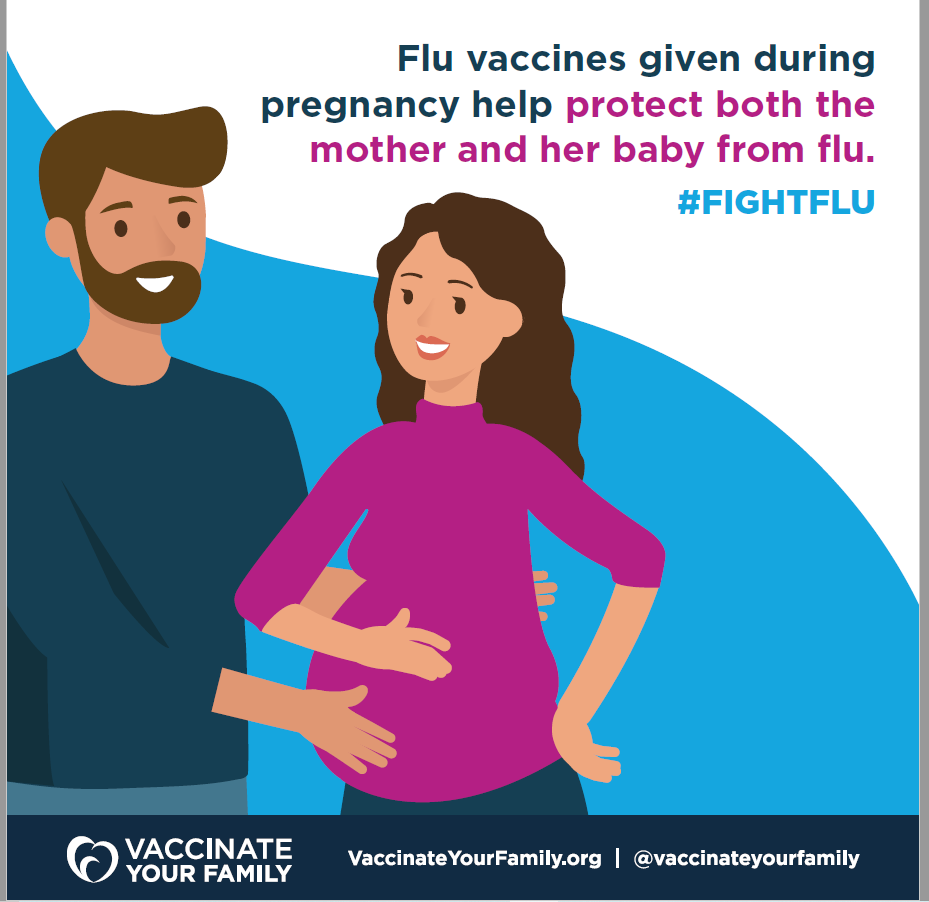 Flu vaccines given during
pregnancy help protect both the
mother and her baby from flu.
#FIGHTFLU
VACCINATE
YOUR FAMILY
VaccinateYourFamily.org | @vaccinateyourfamily